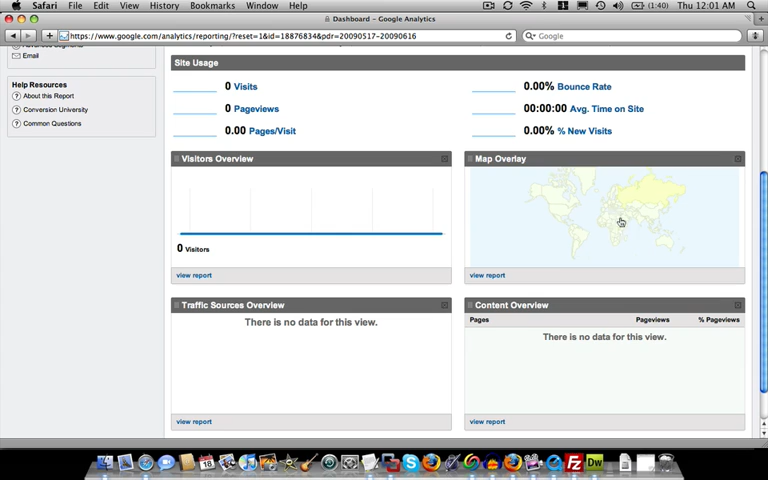 Safari File Edit View History Bookmarks Window Help (1:40) Thu 12:01 AM
Dashboard – Google Analytics
https://www.google.com/analytics/reporting/?reset=1&id=18876834&pdr=20090517-20090616
Google
Advanced Segments
Email
Help Resources
About this Report
Conversion University
Common Questions
Site Usage
0 Visits
0.00% Bounce Rate
0 Pageviews
00:00:00 Avg. Time on Site
0.00 Pages/Visit
0.00% % New Visits
Visitors Overview
Map Overlay
0 Visitors
view report
view report
Traffic Sources Overview
Content Overview
There is no data for this view.
Pages Pageviews % Pageviews
There is no data for this view.
view report
view report
18
Fz
Dw